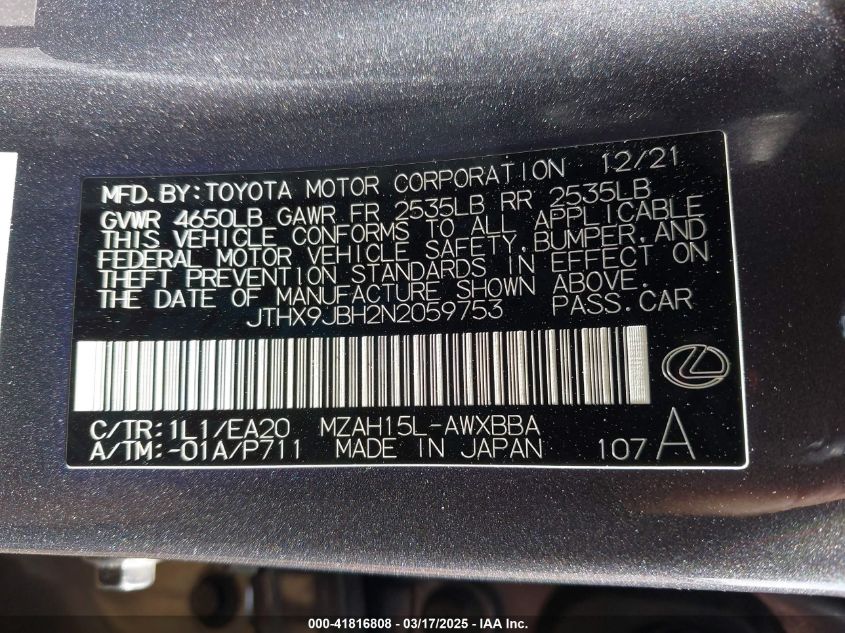 MFD. BY: TOYOTA MOTOR CORPORATION 12/21
GVWR 4650LB GAWR FR 2535LB RR 2535LB
THIS VEHICLE CONFORMS TO ALL APPLICABLE
FEDERAL MOTOR VEHICLE SAFETY, BUMPER, AND
THEFT PREVENTION STANDARDS IN EFFECT ON
THE DATE OF MANUFACTURE SHOWN ABOVE.
JTHX9JBH2N2059753 PASS. CAR
C/TR: 1L1/EA20 MZAH15L-AWXBBA
A/TM: -01A/P711 MADE IN JAPAN 107 A
000-41816808 - 03/17/2025 - IAA Inc.